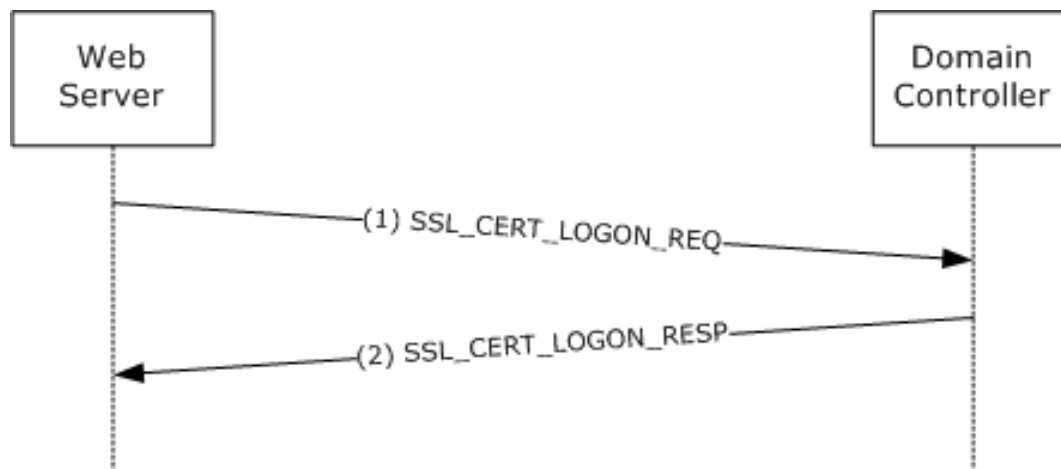 Web
Server
Domain
Controller
(1) SSL_CERT_LOGON_REQ
(2) SSL_CERT_LOGON_RESP